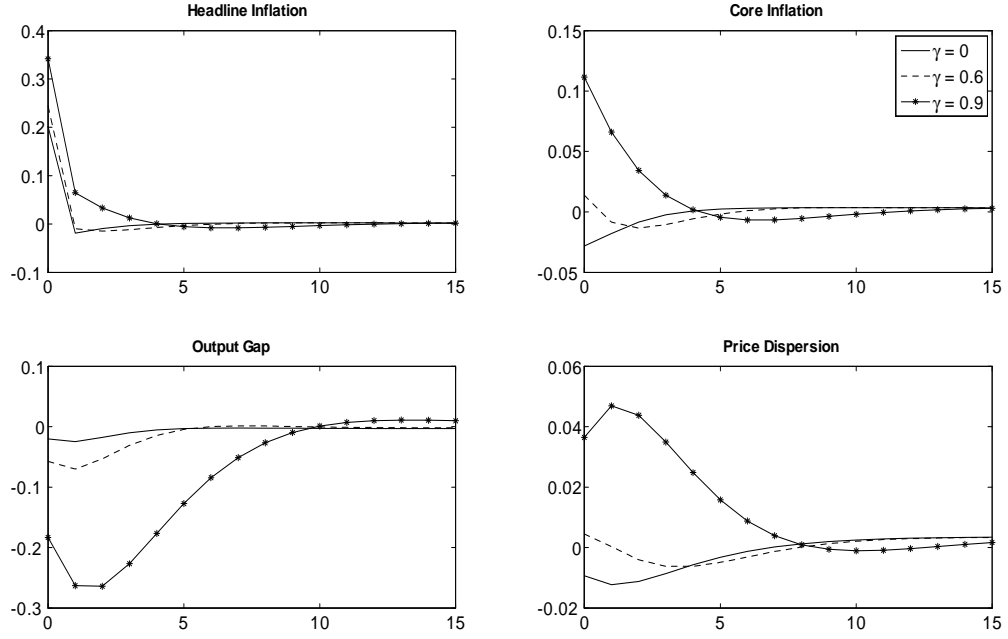 Headline Inflation
0.4
0.3
0.2
0.1
0
-0.1
0 5 10 15
Core Inflation
0.15
0.1
0.05
0
-0.05
0 5 10 15
γ = 0
γ = 0.6
γ = 0.9
Output Gap
0.1
0
-0.1
-0.2
-0.3
0 5 10 15
Price Dispersion
0.06
0.04
0.02
0
-0.02
0 5 10 15